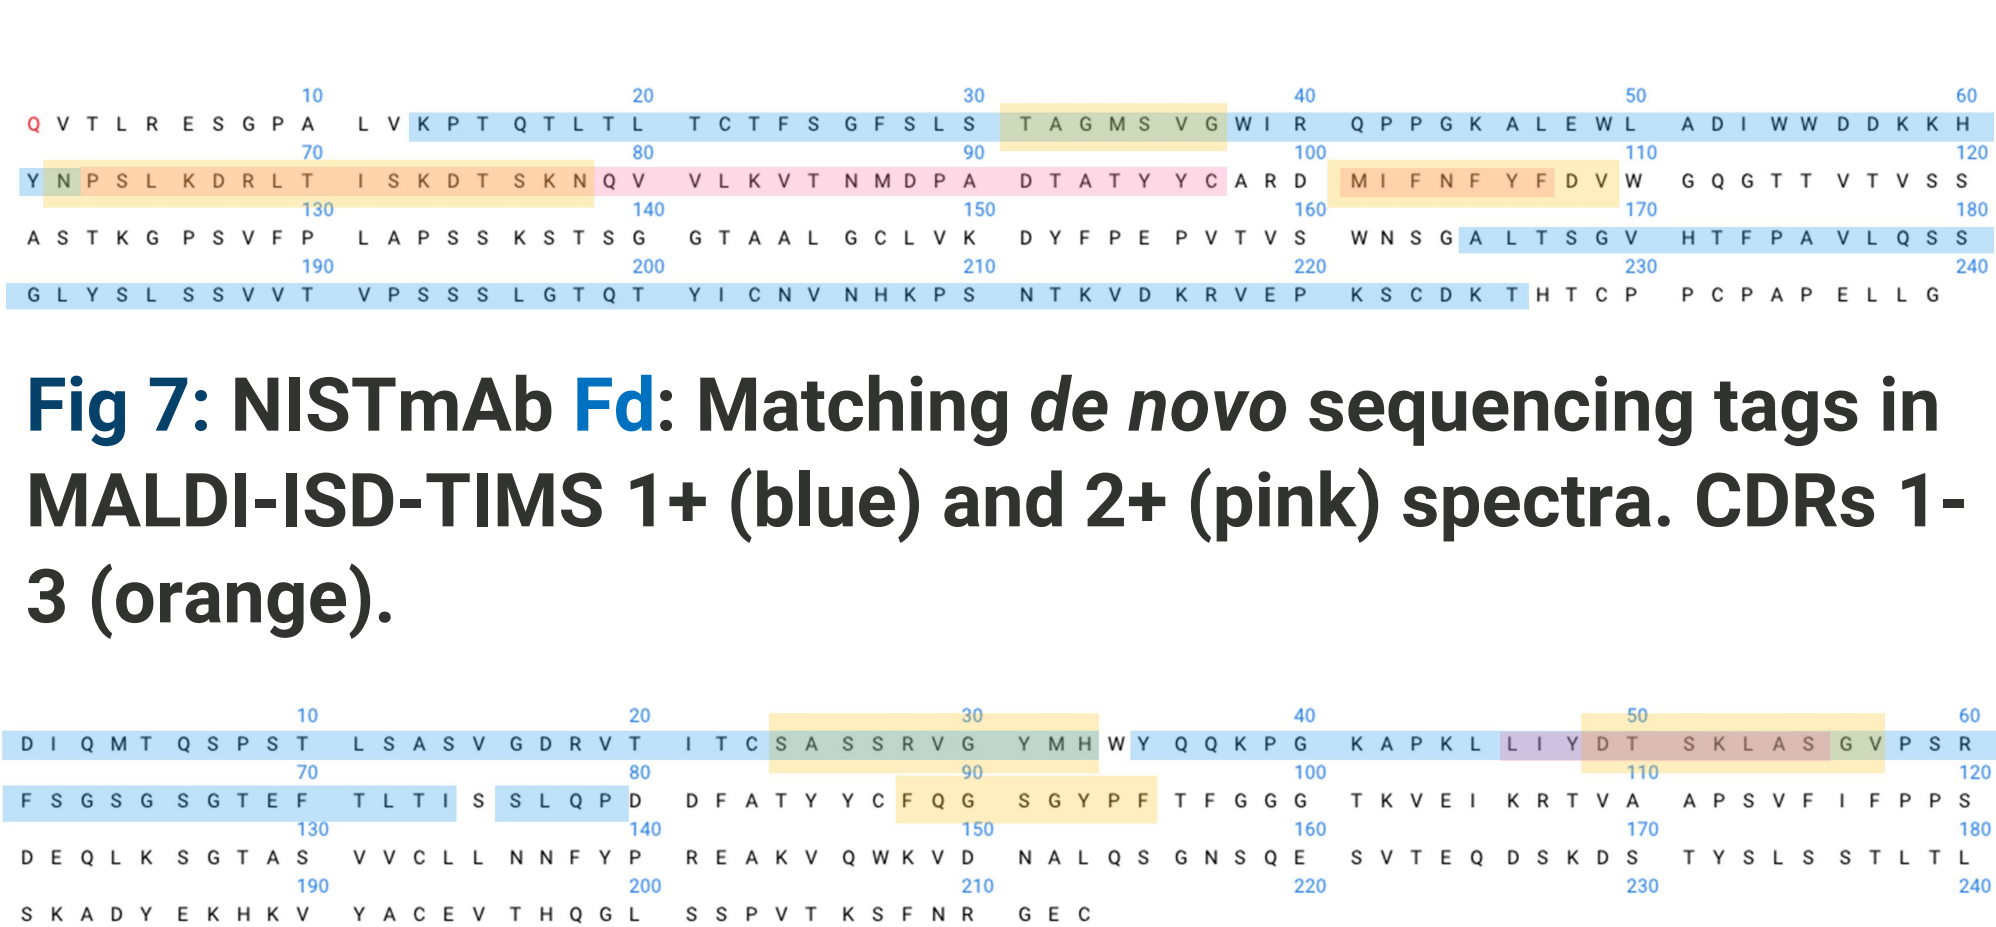 10 20 30 40 50 60
Q V T L R E S G P A L V K P T Q T L T L T C T F S G F S L S T A G M S V G W I R Q P P G K A L E W L A D I W W D D K K H
70 80 90 100 110 120
Y N P S L K D R L T I S K D T S K N Q V V L K V T N M D P A D T A T Y Y C A R D M I F N F Y F D V W G Q G T T V T V S S
130 140 150 160 170 180
A S T K G P S V F P L A P S S K S T S G G T A A L G C L V K D Y F P E P V T V S W N S G A L T S G V H T F P A V L Q S S
190 200 210 220 230 240
G L Y S L S S V V T V P S S S L G T Q T Y I C N V N H K P S N T K V D K R V E P K S C D K T H T C P P C P A P E L L G
Fig 7: NISTmAb Fd: Matching de novo sequencing tags in
MALDI-ISD-TIMS 1+ (blue) and 2+ (pink) spectra. CDRs 1-
3 (orange).
10 20 30 40 50 60
D I Q M T Q S P S T L S A S V G D R V T I T C S A S S R V G Y M H W Y Q Q K P G K A P K L L I Y D T S K L A S G V P S R
70 80 90 100 110 120
F S G S G S G T E F T L T I S S L Q P D D F A T Y Y C F Q G S G Y P F T F G G G T K V E I K R T V A A P S V F I F P P S
130 140 150 160 170 180
D E Q L K S G T A S V V C L L N N F Y P R E A K V Q W K V D N A L Q S G N S Q E S V T E Q D S K D S T Y S L S S T L T L
190 200 210 220 230 240
S K A D Y E K H K V Y A C E V T H Q G L S S P V T K S F N R G E C